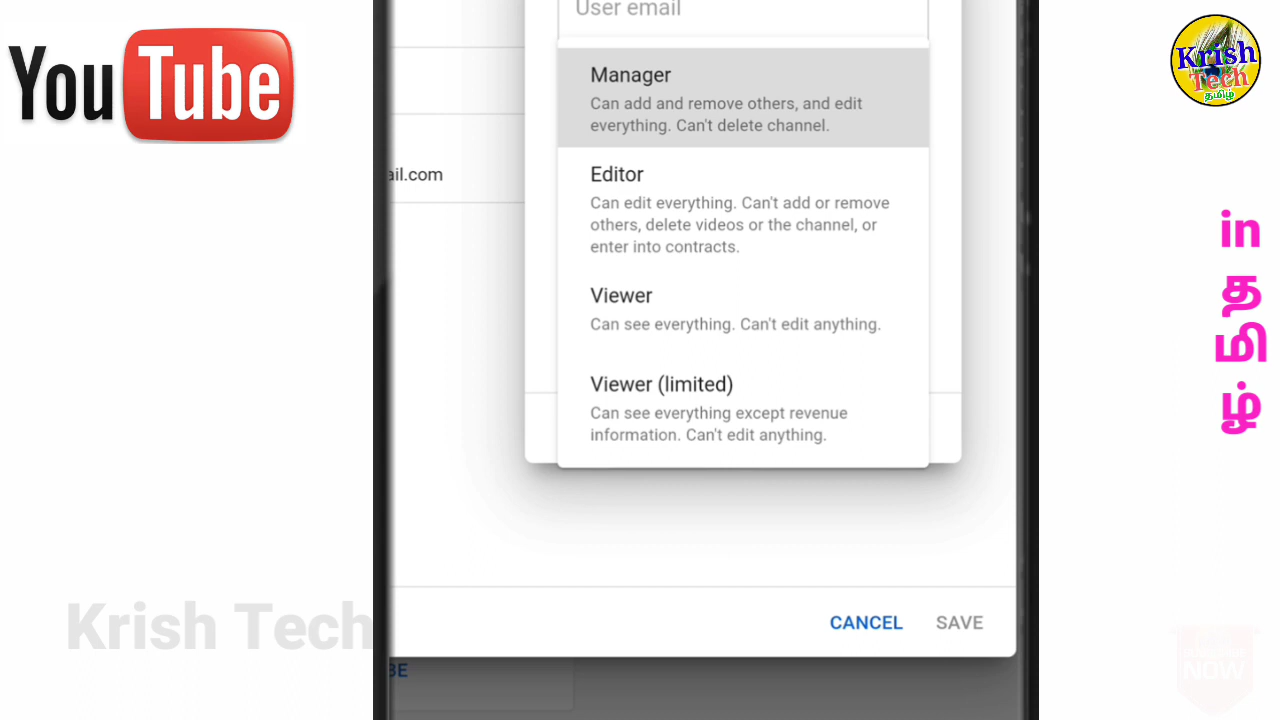 YouTube
Krish
Tech
தமிழ்
User email
Manager
Can add and remove others, and edit
everything. Can't delete channel.
ail.com
Editor
Can edit everything. Can't add or remove
others, delete videos or the channel, or
enter into contracts.
Viewer
Can see everything. Can't edit anything.
Viewer (limited)
Can see everything except revenue
information. Can't edit anything.
in
த
மி
ழ்
CANCEL
SAVE
Krish Tech
BE
NOW